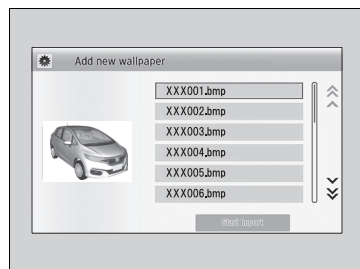 Add new wallpaper
XXX001.bmp
XXX002.bmp
XXX003.bmp
XXX004.bmp
XXX005.bmp
XXX006.bmp
Start Import